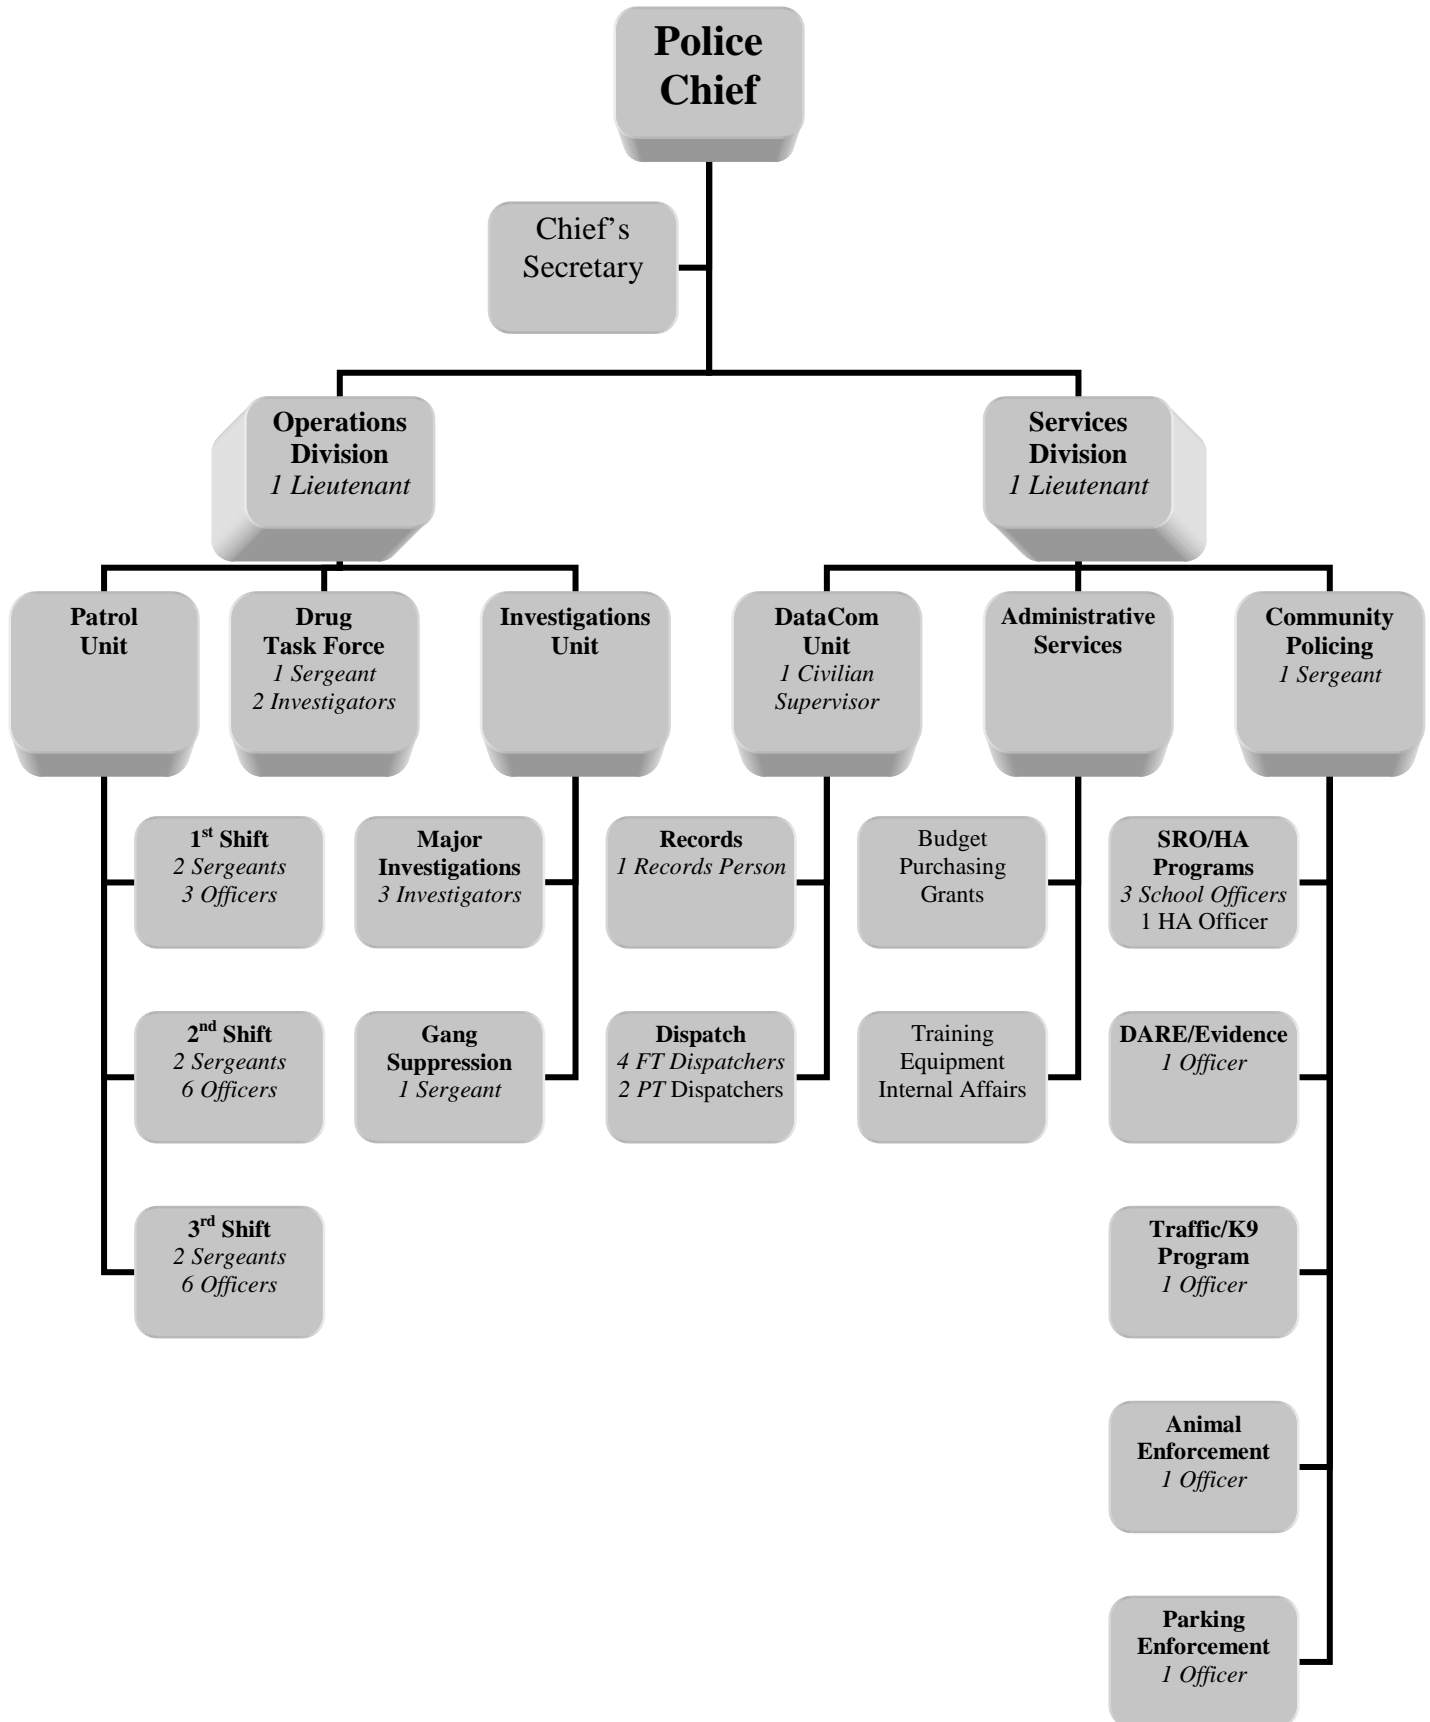 Police
Chief
Chief’s
Secretary
Operations
Division
1 Lieutenant
Services
Division
1 Lieutenant
Patrol
Unit
Drug
Task Force
1 Sergeant
2 Investigators
Investigations
Unit
DataCom
Unit
1 Civilian
Supervisor
Administrative
Services
Community
Policing
1 Sergeant
1st Shift
2 Sergeants
3 Officers
Major
Investigations
3 Investigators
Records
1 Records Person
Budget
Purchasing
Grants
SRO/HA
Programs
3 School Officers
1 HA Officer
2nd Shift
2 Sergeants
6 Officers
Gang
Suppression
1 Sergeant
Dispatch
4 FT Dispatchers
2 PT Dispatchers
Training
Equipment
Internal Affairs
DARE/Evidence
1 Officer
3rd Shift
2 Sergeants
6 Officers
Traffic/K9
Program
1 Officer
Animal
Enforcement
1 Officer
Parking
Enforcement
1 Officer